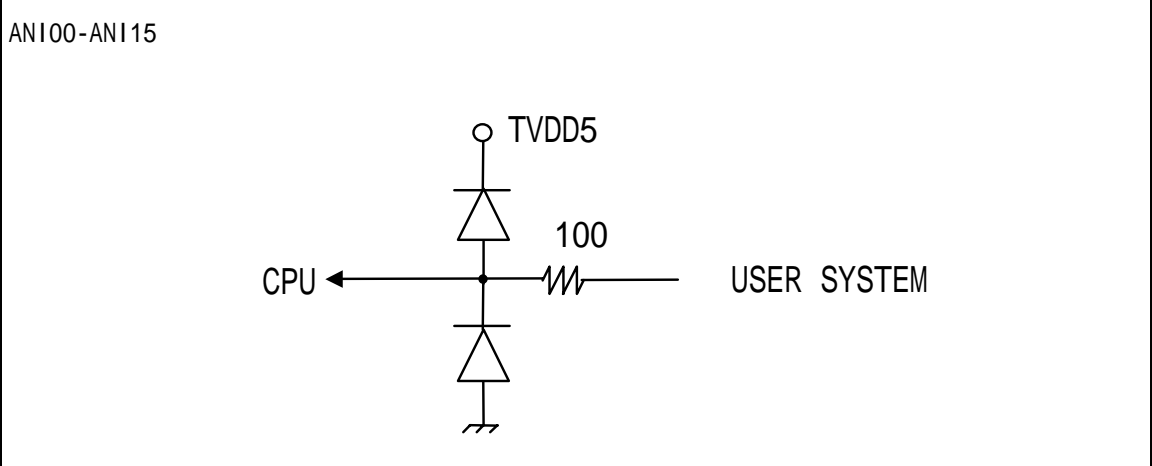 ANI00-ANI15
TVDD5
100
CPU
USER SYSTEM